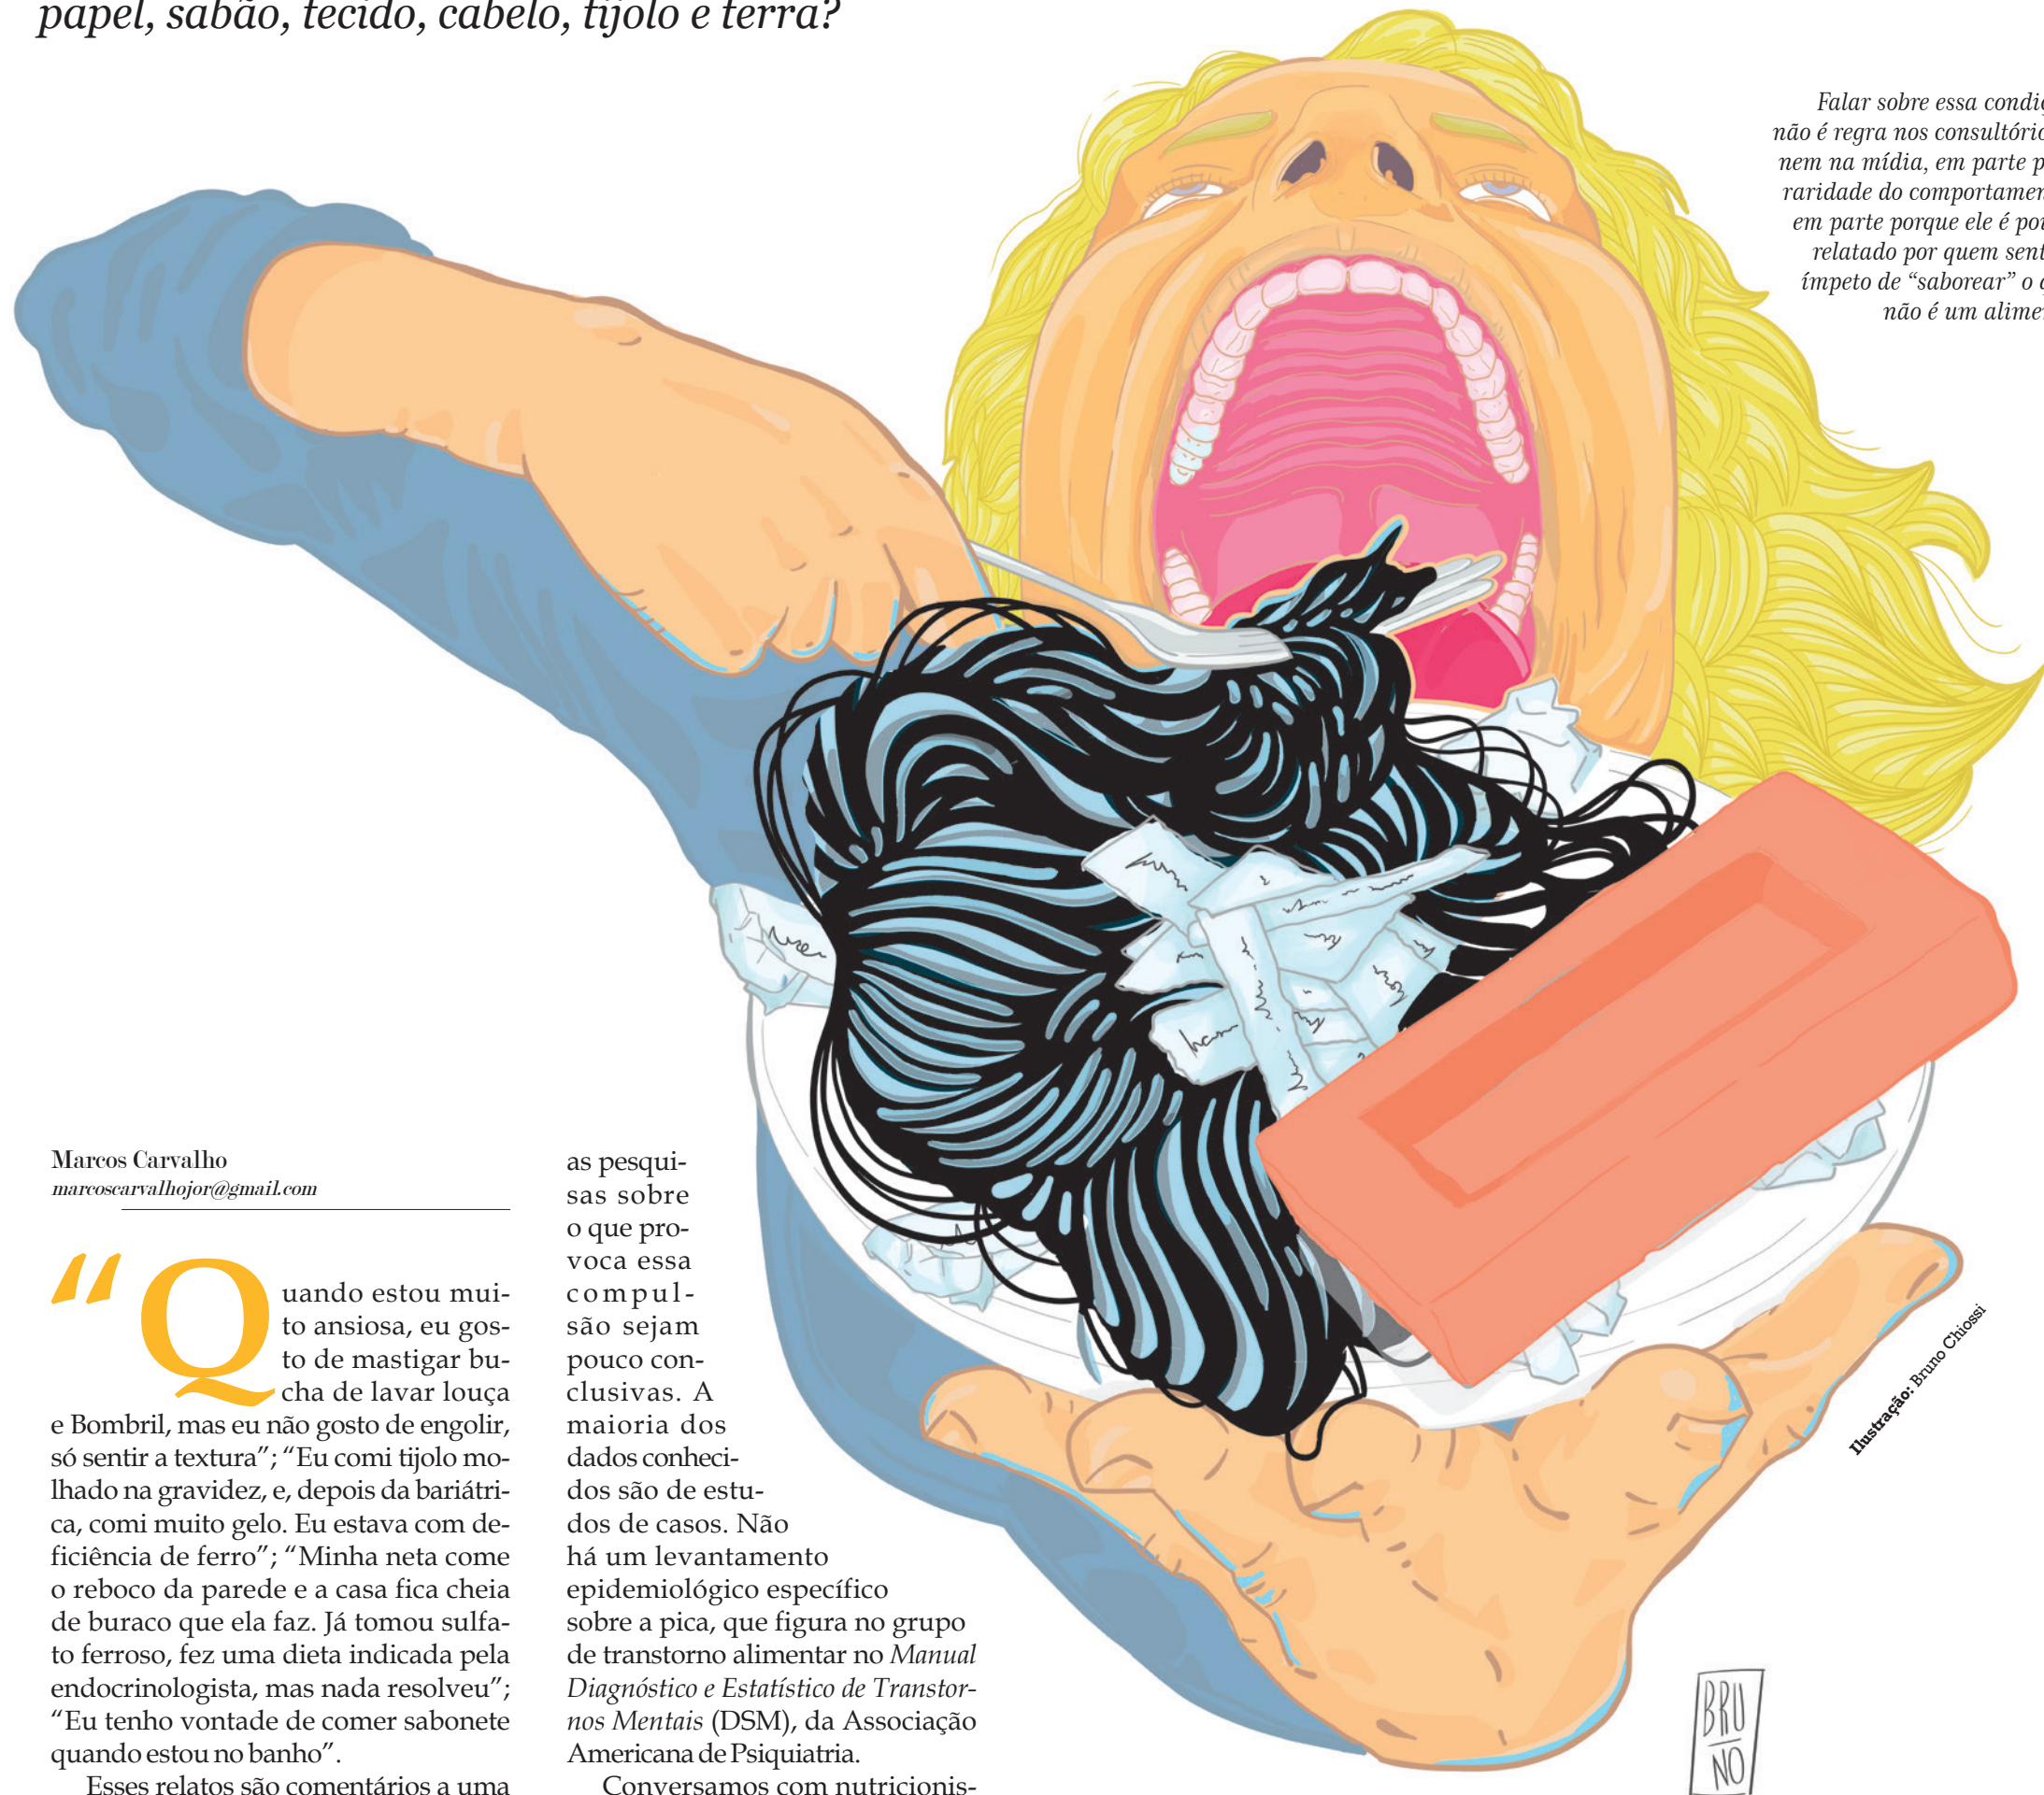 papel, sabão, tecido, cabelo, tijolo e terra?
Falar sobre essa
não é regra nos
nem na mídia, em parte
raridade do
em parte porque ele é
relatado por quem
ímpeto de “saborear” o
não é um
Marcos Carvalho
marcoscarvalhojor@gmail.com
“Quando estou mui-
to ansiosa, eu gos-
to de mastigar bu-
cha de lavar louça
e Bombril, mas eu não gosto de engolir,
só sentir a textura”; “Eu comi tijolo mo-
lhado na gravidez, e, depois da bariátri-
ca, comi muito gelo. Eu estava com de-
ficiência de ferro”; “Minha neta come
o reboco da parede e a casa fica cheia
de buraco que ela faz. Já tomou sulfa-
to ferroso, fez uma dieta indicada pela
endocrinologista, mas nada resolveu”;
“Eu tenho vontade de comer sabonete
quando estou no banho”.
Esses relatos são comentários a uma
as pesqui-
sas sobre
o que pro-
voca essa
compul-
são sejam
pouco con-
clusivas. A
maioria dos
dados conheci-
dos são de estu-
dos de casos. Não
há um levantamento
epidemiológico específico
sobre a pica, que figura no grupo
de transtorno alimentar no Manual
Diagnóstico e Estatístico de Transtor-
nos Mentais (DSM), da Associação
Americana de Psiquiatria.
Conversamos com nutricionis-
Ilustração: Bruno Chiossi
BRU
NO